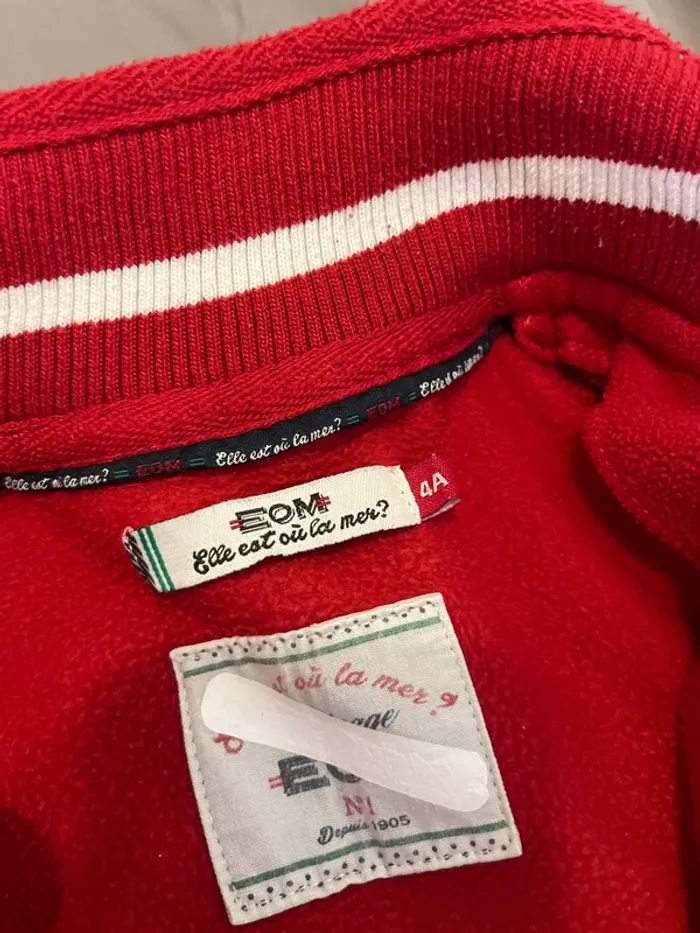 Elle est où la mer? = EOM = Elle est où la mer? = EOM = Elle est où la mer?
EOM
Elle est où la mer?
4A
où la mer?
N°1
Depuis 1905